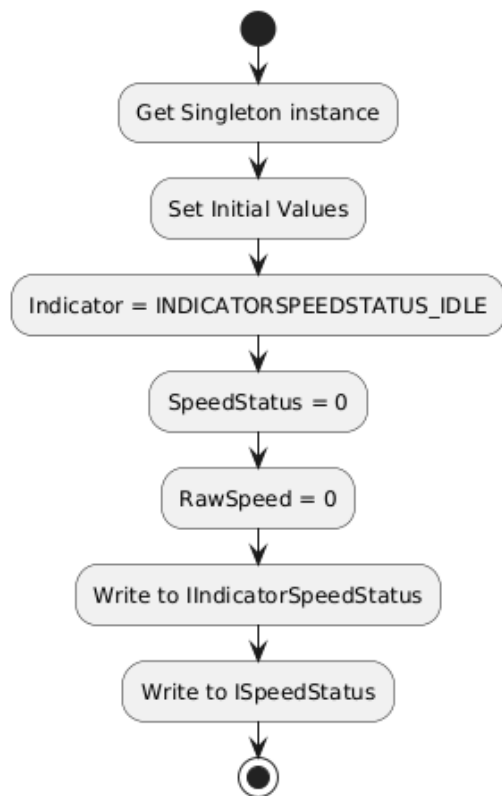 Get Singleton instance
Set Initial Values
Indicator = INDICATORSPEEDSTATUS_IDLE
SpeedStatus = 0
RawSpeed = 0
Write to IIndicatorSpeedStatus
Write to ISpeedStatus